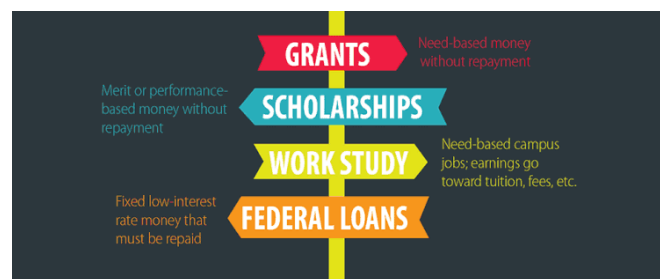 GRANTS
Need-based money
without repayment
Merit or performance-
based money without
repayment
SCHOLARSHIPS
WORK STUDY
Need-based campus
jobs; earnings go
toward tuition, fees, etc.
Fixed low-interest
rate money that
must be repaid
FEDERAL LOANS